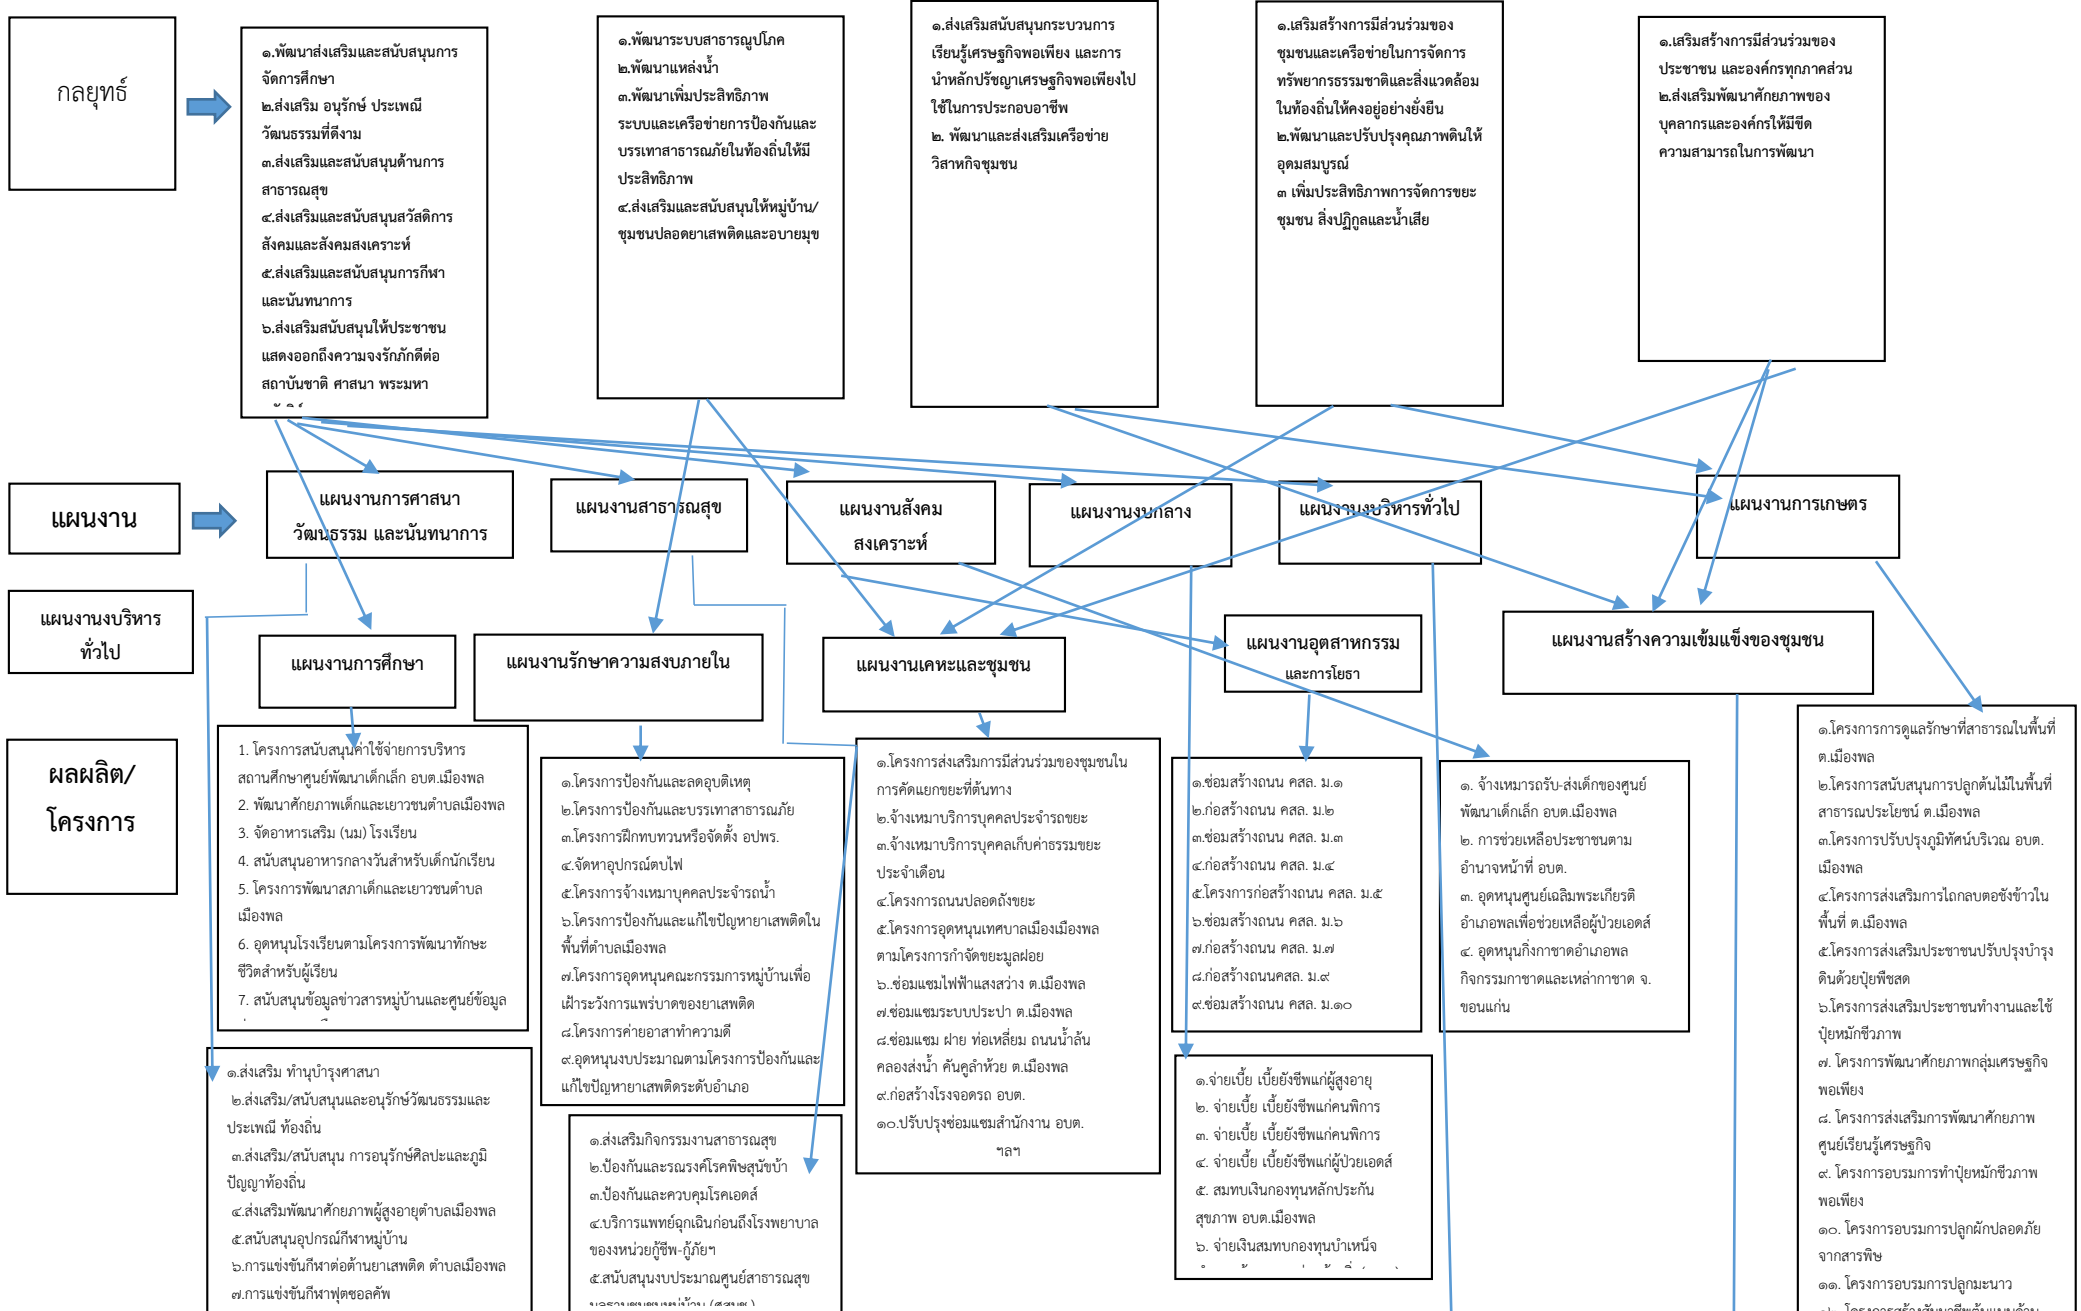 กลยุทธ์
๑.พัฒนาส่งเสริมและสนับสนุนการ
จัดการศึกษา
๒.ส่งเสริม อนุรักษ์ ประเพณี
วัฒนธรรมที่ดีงาม
๓.ส่งเสริมและสนับสนุนด้านการ
สาธารณสุข
๔.ส่งเสริมและสนับสนุนสวัสดิการ
สังคมและสังคมสงเคราะห์
๕.ส่งเสริมและสนับสนุนการกีฬา
และนันทนาการ
๖.ส่งเสริมสนับสนุนให้ประชาชน
แสดงออกถึงความจงรักภักดีต่อ
สถาบันชาติ ศาสนา พระมหา
๑.พัฒนาระบบสาธารณูปโภค
๒.พัฒนาแหล่งน้ำ
๓.พัฒนาเพิ่มประสิทธิภาพ
ระบบและเครือข่ายการป้องกันและ
บรรเทาสาธารณภัยในท้องถิ่นให้มี
ประสิทธิภาพ
๔.ส่งเสริมและสนับสนุนให้หมู่บ้าน/
ชุมชนปลอดยาเสพติดและอบายมุข
๑.ส่งเสริมสนับสนุนกระบวนการ
เรียนรู้เศรษฐกิจพอเพียง และการ
นำหลักปรัชญาเศรษฐกิจพอเพียงไป
ใช้ในการประกอบอาชีพ
๒. พัฒนาและส่งเสริมเครือข่าย
วิสาหกิจชุมชน
๑.เสริมสร้างการมีส่วนร่วมของ
ชุมชนและเครือข่ายในการจัดการ
ทรัพยากรธรรมชาติและสิ่งแวดล้อม
ในท้องถิ่นให้คงอยู่อย่างยั่งยืน
๒.พัฒนาและปรับปรุงคุณภาพดินให้
อุดมสมบูรณ์
๓ เพิ่มประสิทธิภาพการจัดการขยะ
ชุมชน สิ่งปฏิกูลและน้ำเสีย
๑.เสริมสร้างการมีส่วนร่วมของ
ประชาชน และองค์กรทุกภาคส่วน
๒.ส่งเสริมพัฒนาศักยภาพของ
บุคลากรและองค์กรให้มีขีด
ความสามารถในการพัฒนา
แผนงาน
แผนงานการศาสนา
วัฒนธรรม และนันทนาการ
แผนงานสาธารณสุข
แผนงานสังคม
สงเคราะห์
แผนงานงบกลาง
แผนงานงบริหารทั่วไป
แผนงานการเกษตร
แผนงานงบริหาร
ทั่วไป
แผนงานการศึกษา
แผนงานรักษาความสงบภายใน
แผนงานเคหะและชุมชน
แผนงานอุตสาหกรรม
และการโยธา
แผนงานสร้างความเข้มแข็งของชุมชน
ผลผลิต/
โครงการ
1. โครงการสนับสนุนค่าใช้จ่ายการบริหาร
สถานศึกษาศูนย์พัฒนาเด็กเล็ก อบต.เมืองพล
2. พัฒนาศักยภาพเด็กและเยาวชนตำบลเมืองพล
3. จัดอาหารเสริม (นม) โรงเรียน
4. สนับสนุนอาหารกลางวันสำหรับเด็กนักเรียน
5. โครงการพัฒนาสภาเด็กและเยาวชนตำบล
เมืองพล
6. อุดหนุนโรงเรียนตามโครงการพัฒนาทักษะ
ชีวิตสำหรับผู้เรียน
7. สนับสนุนข้อมูลข่าวสารหมู่บ้านและศูนย์ข้อมูล
๑.โครงการป้องกันและลดอุบติเหตุ
๒.โครงการป้องกันและบรรเทาสาธารณภัย
๓.โครงการฝึกทบทวนหรือจัดตั้ง อปพร.
๔.จัดหาอุปกรณ์ดบไฟ
๕.โครงการจ้างเหมาบุคคลประจำรถน้ำ
๖.โครงการป้องกันและแก้ไขปัญหายาเสพติดใน
พื้นที่ตำบลเมืองพล
๗.โครงการอุดหนุนคณะกรรมการหมู่บ้านเพื่อ
เฝ้าระวังการแพร่บาดของยาเสพติด
๘.โครงการค่ายอาสาทำความดี
๙.อุดหนุนงบประมาณตามโครงการป้องกันและ
แก้ไขปัญหายาเสพติดระดับอำเภอ
๑.โครงการส่งเสริมการมีส่วนร่วมของชุมชนใน
การคัดแยกขยะที่ต้นทาง
๒.จ้างเหมาบริการบุคคลประจำรถขยะ
๓.จ้างเหมาบริการบุคคลเก็บค่าธรรมขยะ
ประจำเดือน
๔.โครงการถนนปลอดถังขยะ
๕.โครงการอุดหนุนเทศบาลเมืองเมืองพล
ตามโครงการกำจัดขยะมูลฝอย
๖..ซ่อมแซมไฟฟ้าแสงสว่าง ต.เมืองพล
๗.ซ่อมแซมระบบประปา ต.เมืองพล
๘.ซ่อมแซม ฝาย ท่อเหลี่ยม ถนนน้ำล้น
คลองส่งน้ำ คันคูลำห้วย ต.เมืองพล
๙.ก่อสร้างโรงจอดรถ อบต.
๑๐.ปรับปรุงซ่อมแซมสำนักงาน อบต.
ฯลฯ
๑.ซ่อมสร้างถนน คสล. ม.๑
๒.ก่อสร้างถนน คสล. ม.๒
๓.ซ่อมสร้างถนน คสล. ม.๓
๔.ก่อสร้างถนน คสล. ม.๔
๕.โครงการก่อสร้างถนน คสล. ม.๕
๖.ซ่อมสร้างถนน คสล. ม.๖
๗.ก่อสร้างถนน คสล. ม.๗
๘.ก่อสร้างถนนคสล. ม.๙
๙.ซ่อมสร้างถนน คสล. ม.๑๐
๑. จ้างเหมารถรับ-ส่งเด็กของศูนย์
พัฒนาเด็กเล็ก อบต.เมืองพล
๒. การช่วยเหลือประชาชนตาม
อำนาจหน้าที่ อบต.
๓. อุดหนุนศูนย์เฉลิมพระเกียรติ
อำเภอพลเพื่อช่วยเหลือผู้ป่วยเอดส์
๔. อุดหนุนกิ่งกาชาดอำเภอพล
กิจกรรมกาชาดและเหล่ากาชาด จ.
ขอนแก่น
๑.โครงการการดูแลรักษาที่สาธารณในพื้นที่
ต.เมืองพล
๒.โครงการสนับสนุนการปลูกต้นไม้ในพื้นที่
สาธารณประโยชน์ ต.เมืองพล
๓.โครงการปรับปรุงภูมิทัศน์บริเวณ อบต.
เมืองพล
๔.โครงการส่งเสริมการไถกลบตอซังข้าวใน
พื้นที่ ต.เมืองพล
๕.โครงการส่งเสริมประชาชนปรับปรุงบำรุง
ดินด้วยปุ๋ยพืชสด
๖.โครงการส่งเสริมประชาชนทำงานและใช้
ปุ๋ยหมักชีวภาพ
๗. โครงการพัฒนาศักยภาพกลุ่มเศรษฐกิจ
พอเพียง
๘. โครงการส่งเสริมการพัฒนาศักยภาพ
ศูนย์เรียนรู้เศรษฐกิจ
๙. โครงการอบรมการทำปุ๋ยหมักชีวภาพ
พอเพียง
๑๐. โครงการอบรมการปลูกผักปลอดภัย
จากสารพิษ
๑๑. โครงการอบรมการปลูกมะนาว
๑.ส่งเสริม ทำนุบำรุงศาสนา
๒.ส่งเสริม/สนับสนุนและอนุรักษ์วัฒนธรรมและ
ประเพณี ท้องถิ่น
๓.ส่งเสริม/สนับสนุน การอนุรักษ์ศิลปะและภูมิ
ปัญญาท้องถิ่น
๔.ส่งเสริมพัฒนาศักยภาพผู้สูงอายุตำบลเมืองพล
๕.สนับสนุนอุปกรณ์กีฬาหมู่บ้าน
๖.การแข่งขันกีฬาต่อต้านยาเสพติด ตำบลเมืองพล
๗.การแข่งขันกีฬาฟุตซอลคัพ
๑.ส่งเสริมกิจกรรมงานสาธารณสุข
๒.ป้องกันและรณรงค์โรคพิษสุนัขบ้า
๓.ป้องกันและควบคุมโรคเอดส์
๔.บริการแพทย์ฉุกเฉินก่อนถึงโรงพยาบาล
ของงหน่วยกู้ชีพ-กู้ภัยฯ
๕.สนับสนุนงบประมาณศูนย์สาธารณสุข
๑.จ่ายเบี้ย เบี้ยยังชีพแก่ผู้สูงอายุ
๒. จ่ายเบี้ย เบี้ยยังชีพแก่คนพิการ
๓. จ่ายเบี้ย เบี้ยยังชีพแก่คนพิการ
๔. จ่ายเบี้ย เบี้ยยังชีพแก่ผู้ป่วยเอดส์
๕. สมทบเงินกองทุนหลักประกัน
สุขภาพ อบต.เมืองพล
๖. จ่ายเงินสมทบกองทุนบำเหน็จ